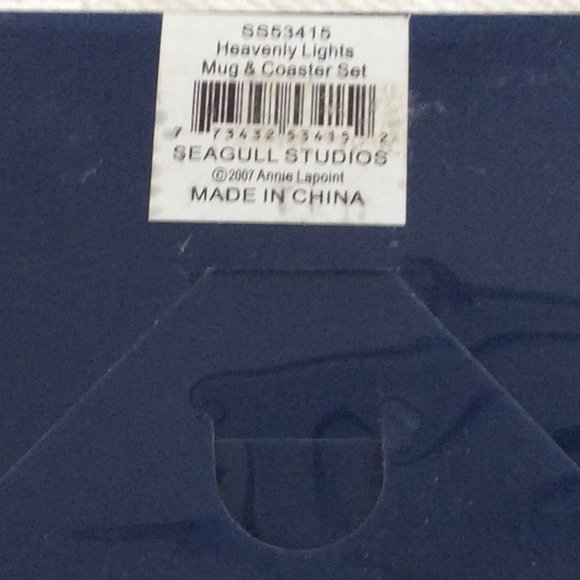 SS53415
Heavenly Lights
Mug & Coaster Set
7 73432 53415 2
SEAGULL STUDIOS
©2007 Annie Lapoint
MADE IN CHINA